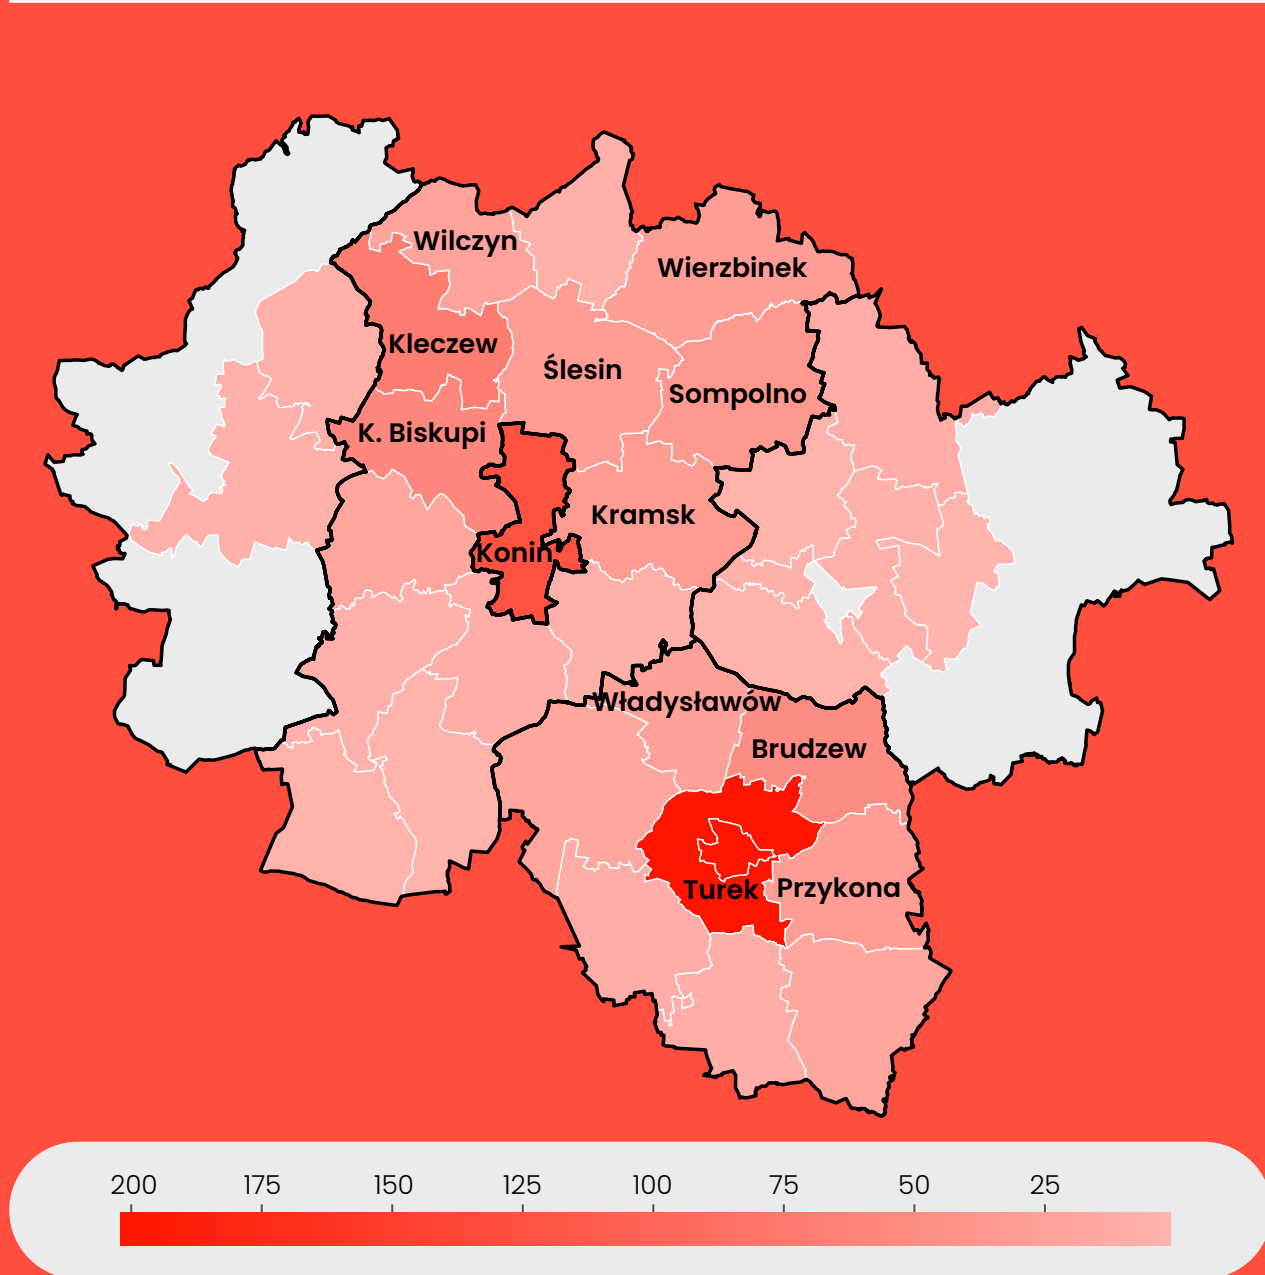 Wilczyn
Wierzbinek
Kleczew
Ślesin
Sompolno
K. Biskupi
Kramsk
Konin
Władysławów
Brudzew
Turek
Przykona
200 175 150 125 100 75 50 25